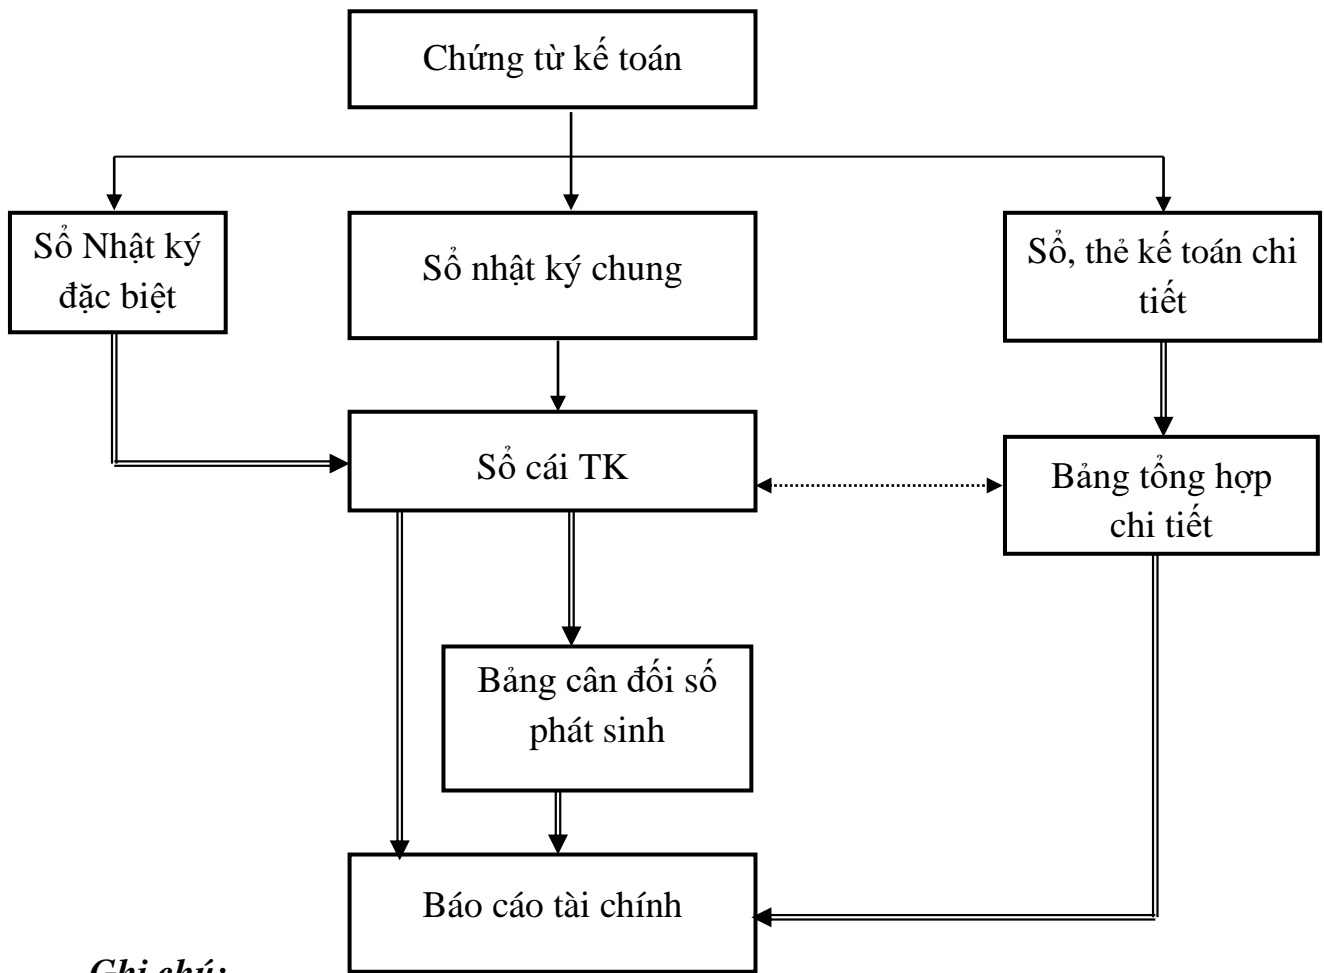 Chứng từ kế toán
Sổ Nhật ký
đặc biệt
Sổ nhật ký chung
Sổ, thẻ kế toán chi
tiết
Sổ cái TK
Bảng tổng hợp
chi tiết
Bảng cân đối số
phát sinh
Báo cáo tài chính
Ghi chú: